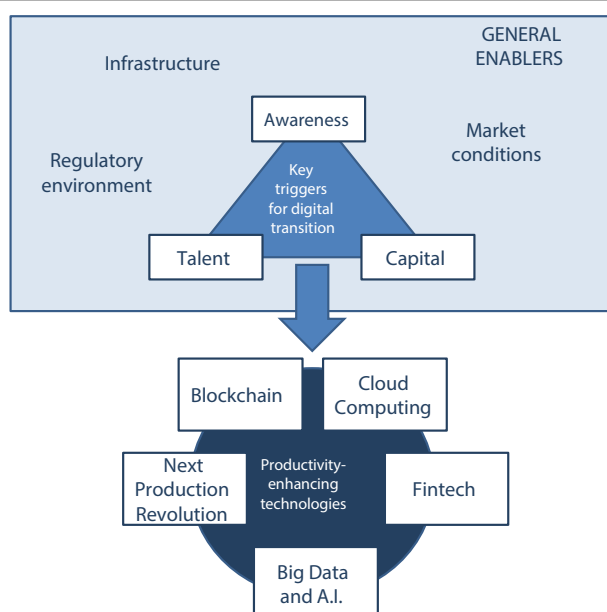 GENERAL
ENABLERS
Infrastructure
Awareness
Market
conditions
Regulatory
environment
Key
triggers
for digital
transition
Talent
Capital
Blockchain
Cloud
Computing
Next
Production
Revolution
Productivity-
enhancing
technologies
Fintech
Big Data
and A.I.